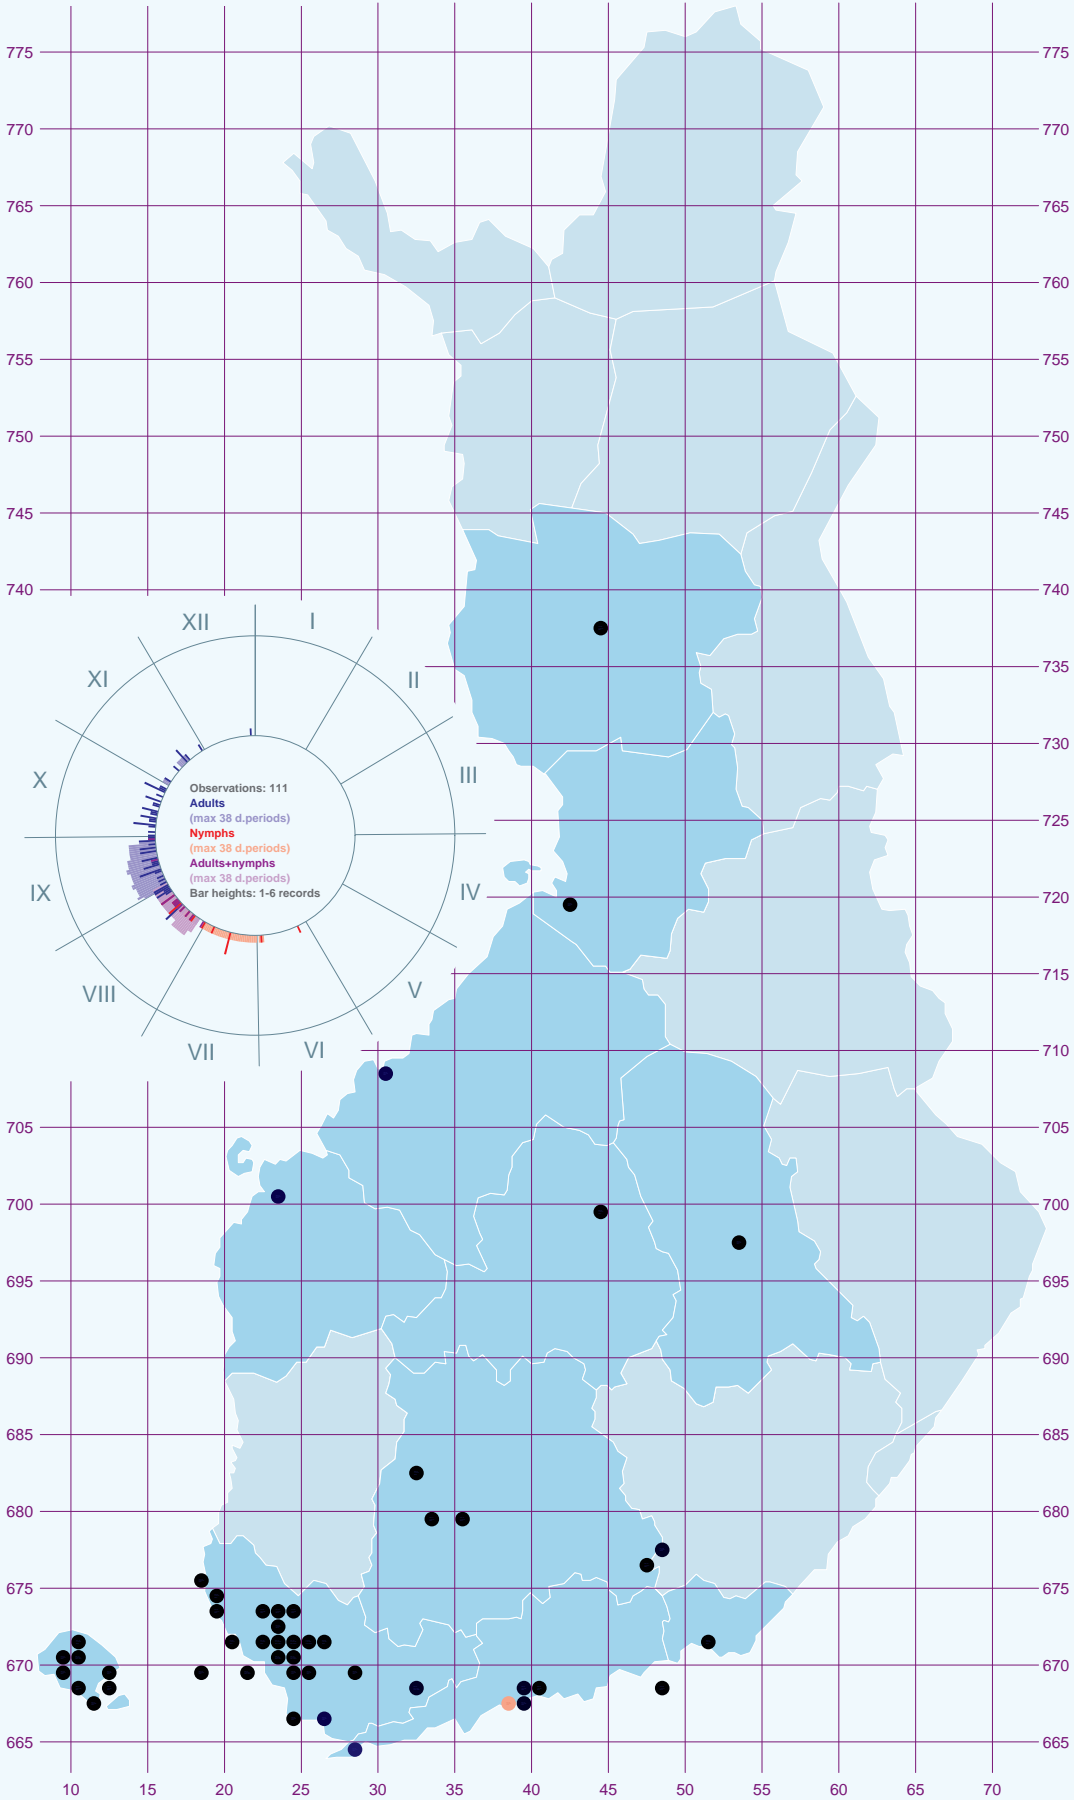 775 775
770 770
765 765
760 760
755 755
750 750
745 745
740 740
735
730
725
720
715
710
705 705
700 700
695 695
690 690
685 685
680 680
675 675
670 670
665 665
10 15 20 25 30 35 40 45 50 55 60 65 70
I
II
III
IV
V
VI
VII
VIII
IX
X
XI
XII
Observations: 111
Adults
(max 38 d.periods)
Nymphs
(max 38 d.periods)
Adults+nymphs
(max 38 d.periods)
Bar heights: 1-6 records